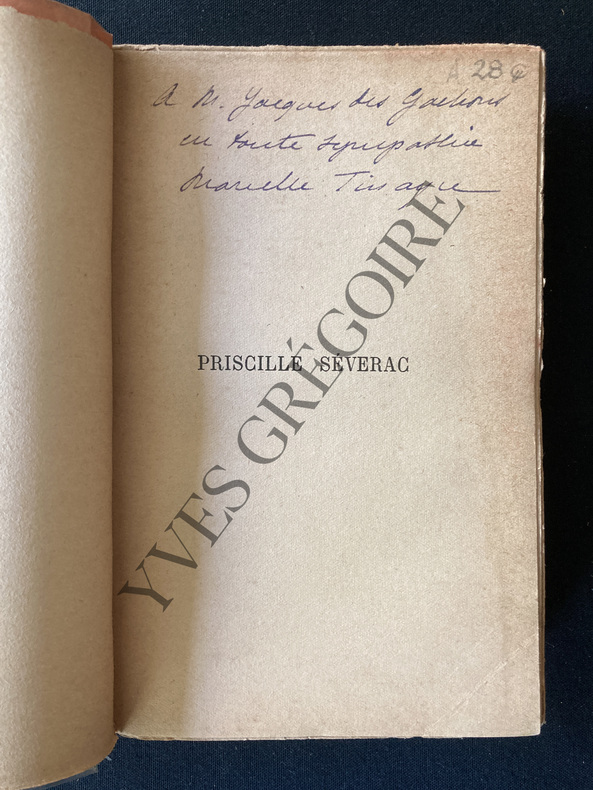 A 28 €
A M. Jacques des Gachons
en toute sympathie
Marcelle Tinayre
PRISCILLE SÉVERAC
YVES GRÉGOIRE